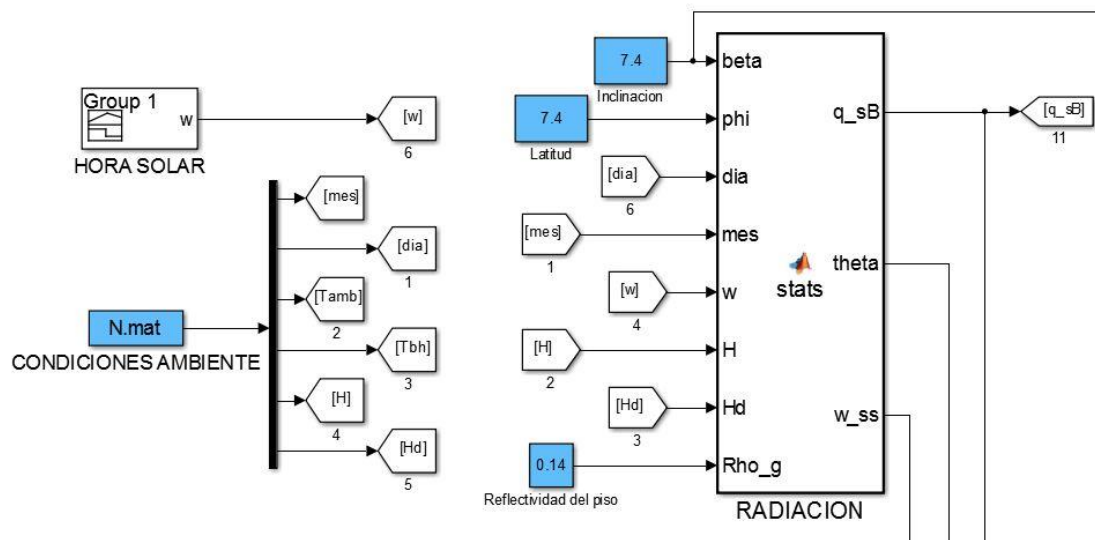 Group 1
w
HORA SOLAR
[w]
6
[mes]
[dia]
1
[Tamb]
2
[Tbh]
3
[H]
4
[Hd]
5
N.mat
CONDICIONES AMBIENTE
7.4
Inclinacion
7.4
Latitud
[dia]
6
[mes]
1
[w]
4
[H]
2
[Hd]
3
0.14
Reflectividad del piso
beta
phi
dia
mes
w
H
Hd
Rho_g
stats
q_sB
theta
w_ss
RADIACION
[q_sB]
11